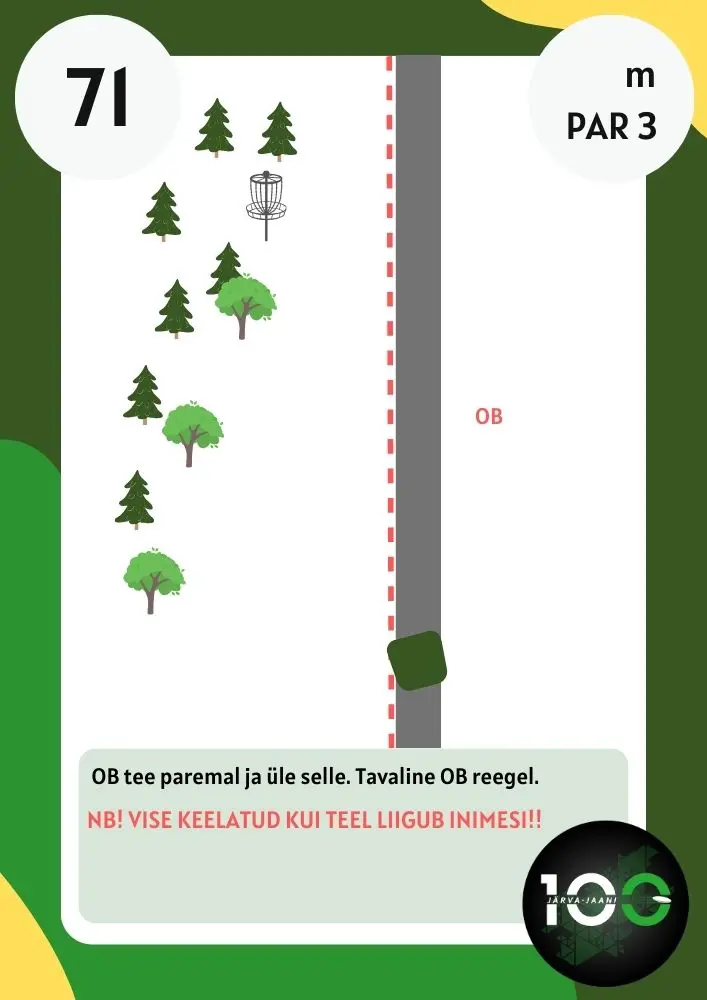 71
m
PAR 3
OB
OB tee paremal ja üle selle. Tavaline OB reegel.
NB! VISE KEELATUD KUI TEEL LIIGUB INIMESI!!
100
JÄRVA-JAANI